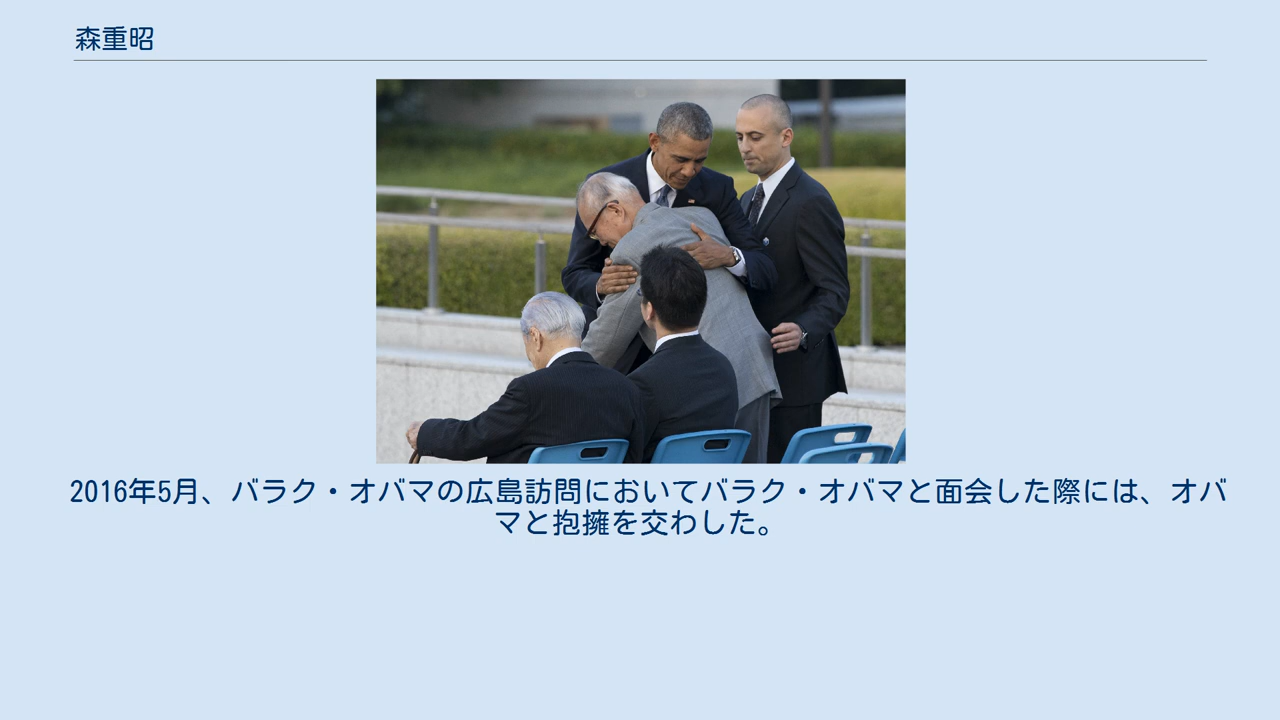 森重昭
2016年5月、バラク・オバマの広島訪問においてバラク・オバマと面会した際には、オバ
マと抱擁を交わした。